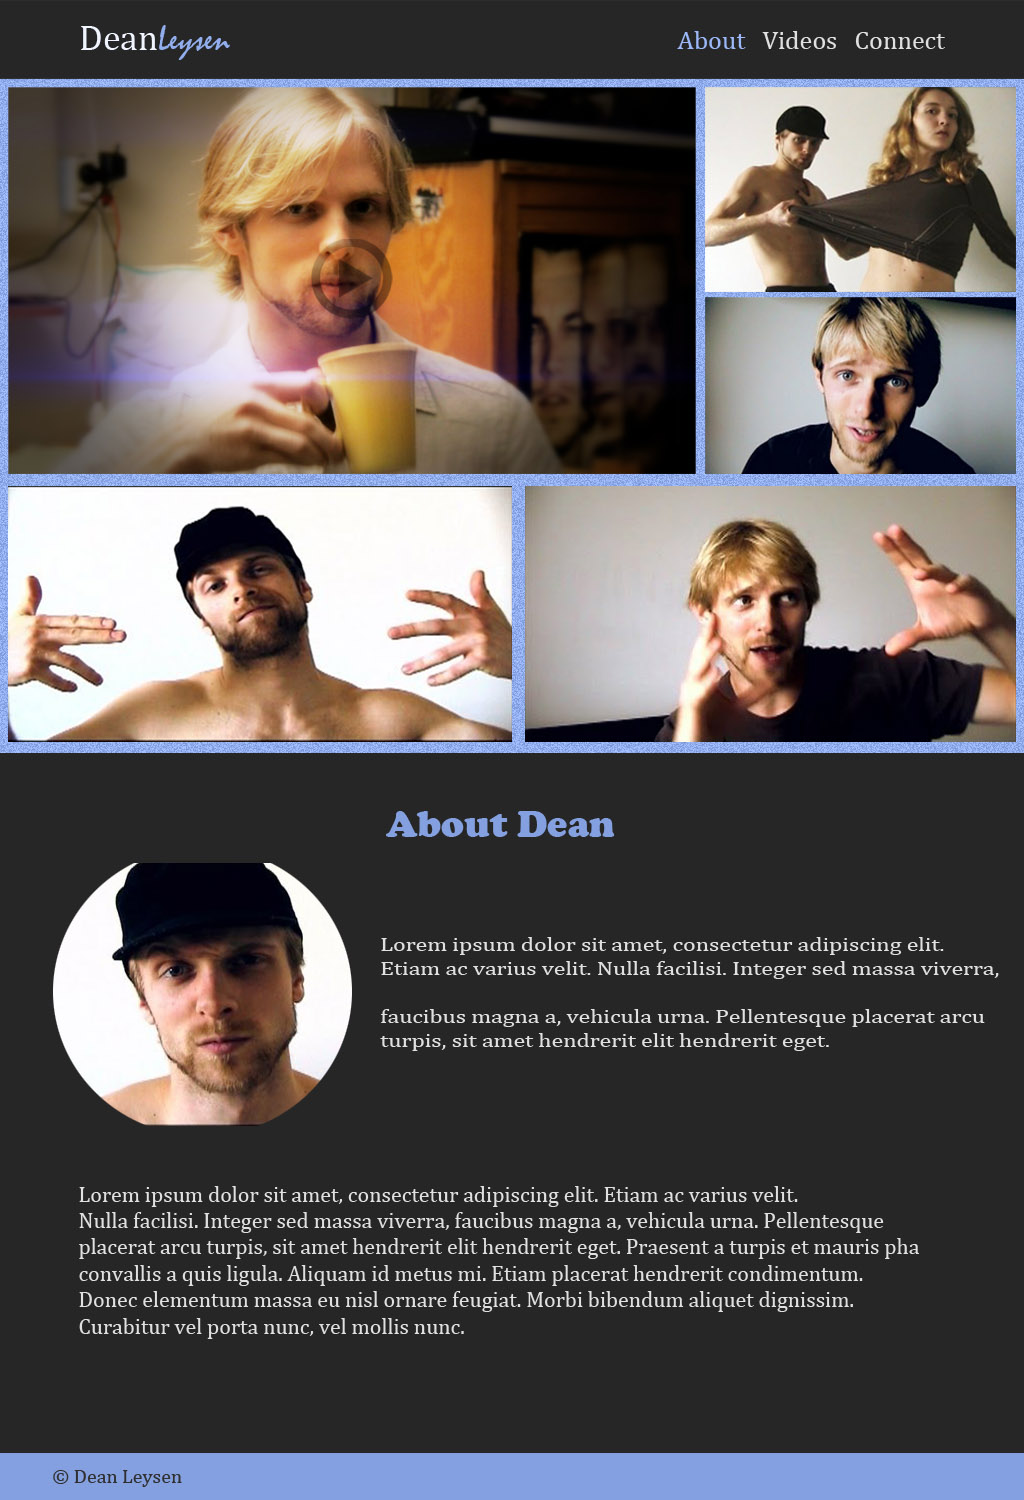 DeanLeysen
About Videos Connect
About Dean
Lorem ipsum dolor sit amet, consectetur adipiscing elit.
Etiam ac varius velit. Nulla facilisi. Integer sed massa viverra,
faucibus magna a, vehicula urna. Pellentesque placerat arcu
turpis, sit amet hendrerit elit hendrerit eget.
Lorem ipsum dolor sit amet, consectetur adipiscing elit. Etiam ac varius velit.
Nulla facilisi. Integer sed massa viverra, faucibus magna a, vehicula urna. Pellentesque
placerat arcu turpis, sit amet hendrerit elit hendrerit eget. Praesent a turpis et mauris pha
convallis a quis ligula. Aliquam id metus mi. Etiam placerat hendrerit condimentum.
Donec elementum massa eu nisl ornare feugiat. Morbi bibendum aliquet dignissim.
Curabitur vel porta nunc, vel mollis nunc.
© Dean Leysen